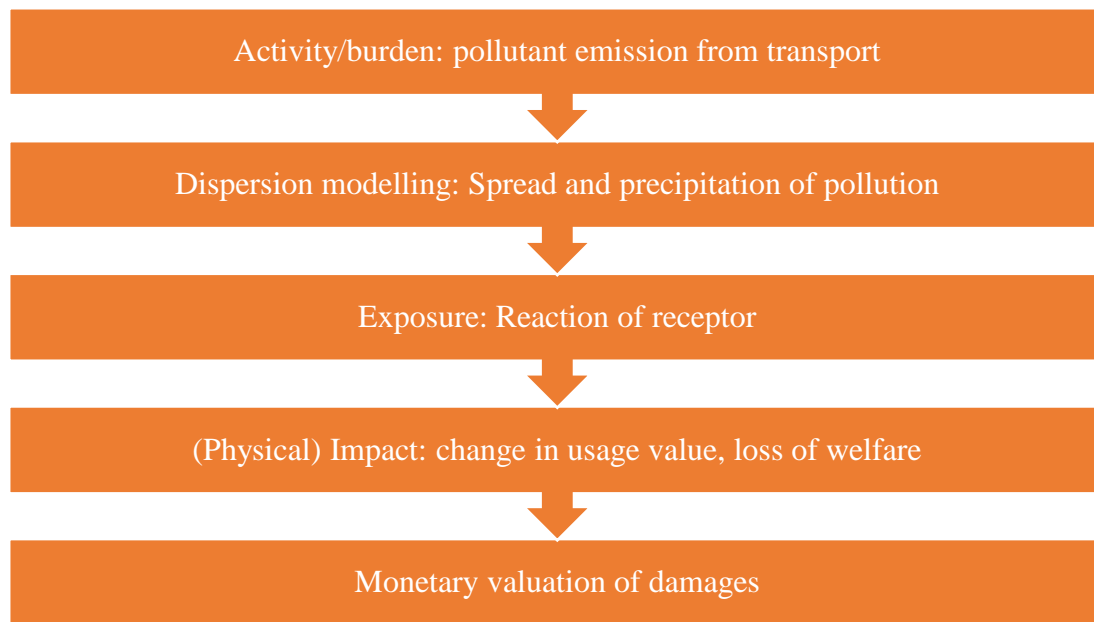 Activity/burden: pollutant emission from transport
Dispersion modelling: Spread and precipitation of pollution
Exposure: Reaction of receptor
(Physical) Impact: change in usage value, loss of welfare
Monetary valuation of damages